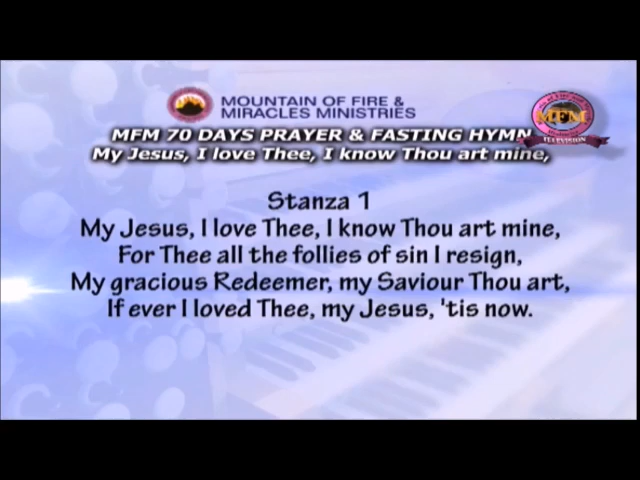 MOUNTAIN OF FIRE &
MIRACLES MINISTRIES
MFM 70 DAYS PRAYER & FASTING HYMN
My Jesus, I love Thee, I know Thou art mine,
MFM
TELEVISION
Stanza 1
My Jesus, I love Thee, I know Thou art mine,
For Thee all the follies of sin I resign,
My gracious Redeemer, my Saviour Thou art,
If ever I loved Thee, my Jesus, 'tis now.